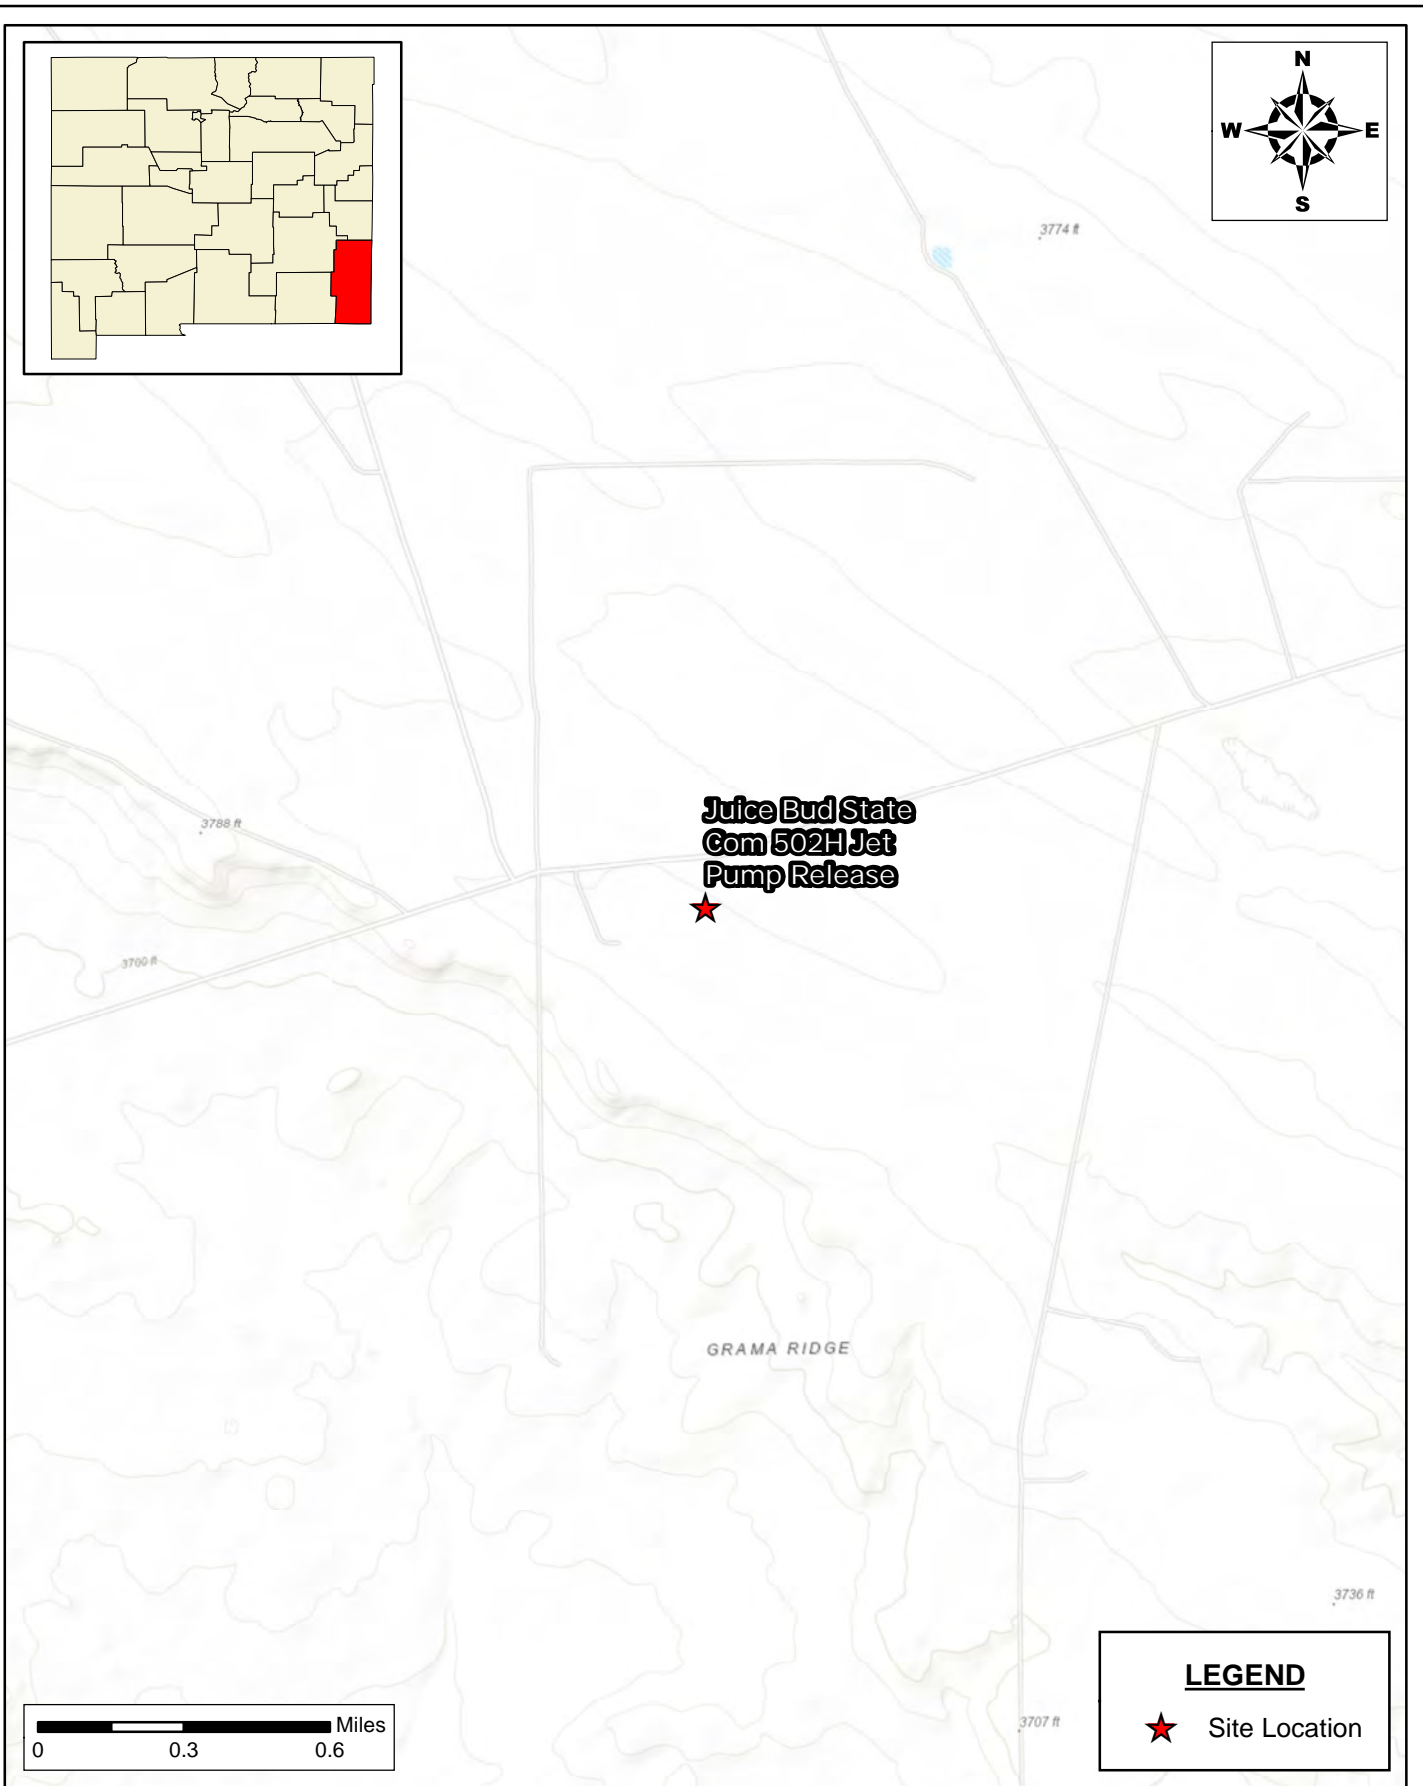 N
W E
S
3774 ft
Juice Bud State
Com 502H Jet
Pump Release
3788 ft
3700 ft
GRAMA RIDGE
3736 ft
3707 ft
LEGEND
Site Location
Miles
0 0.3 0.6